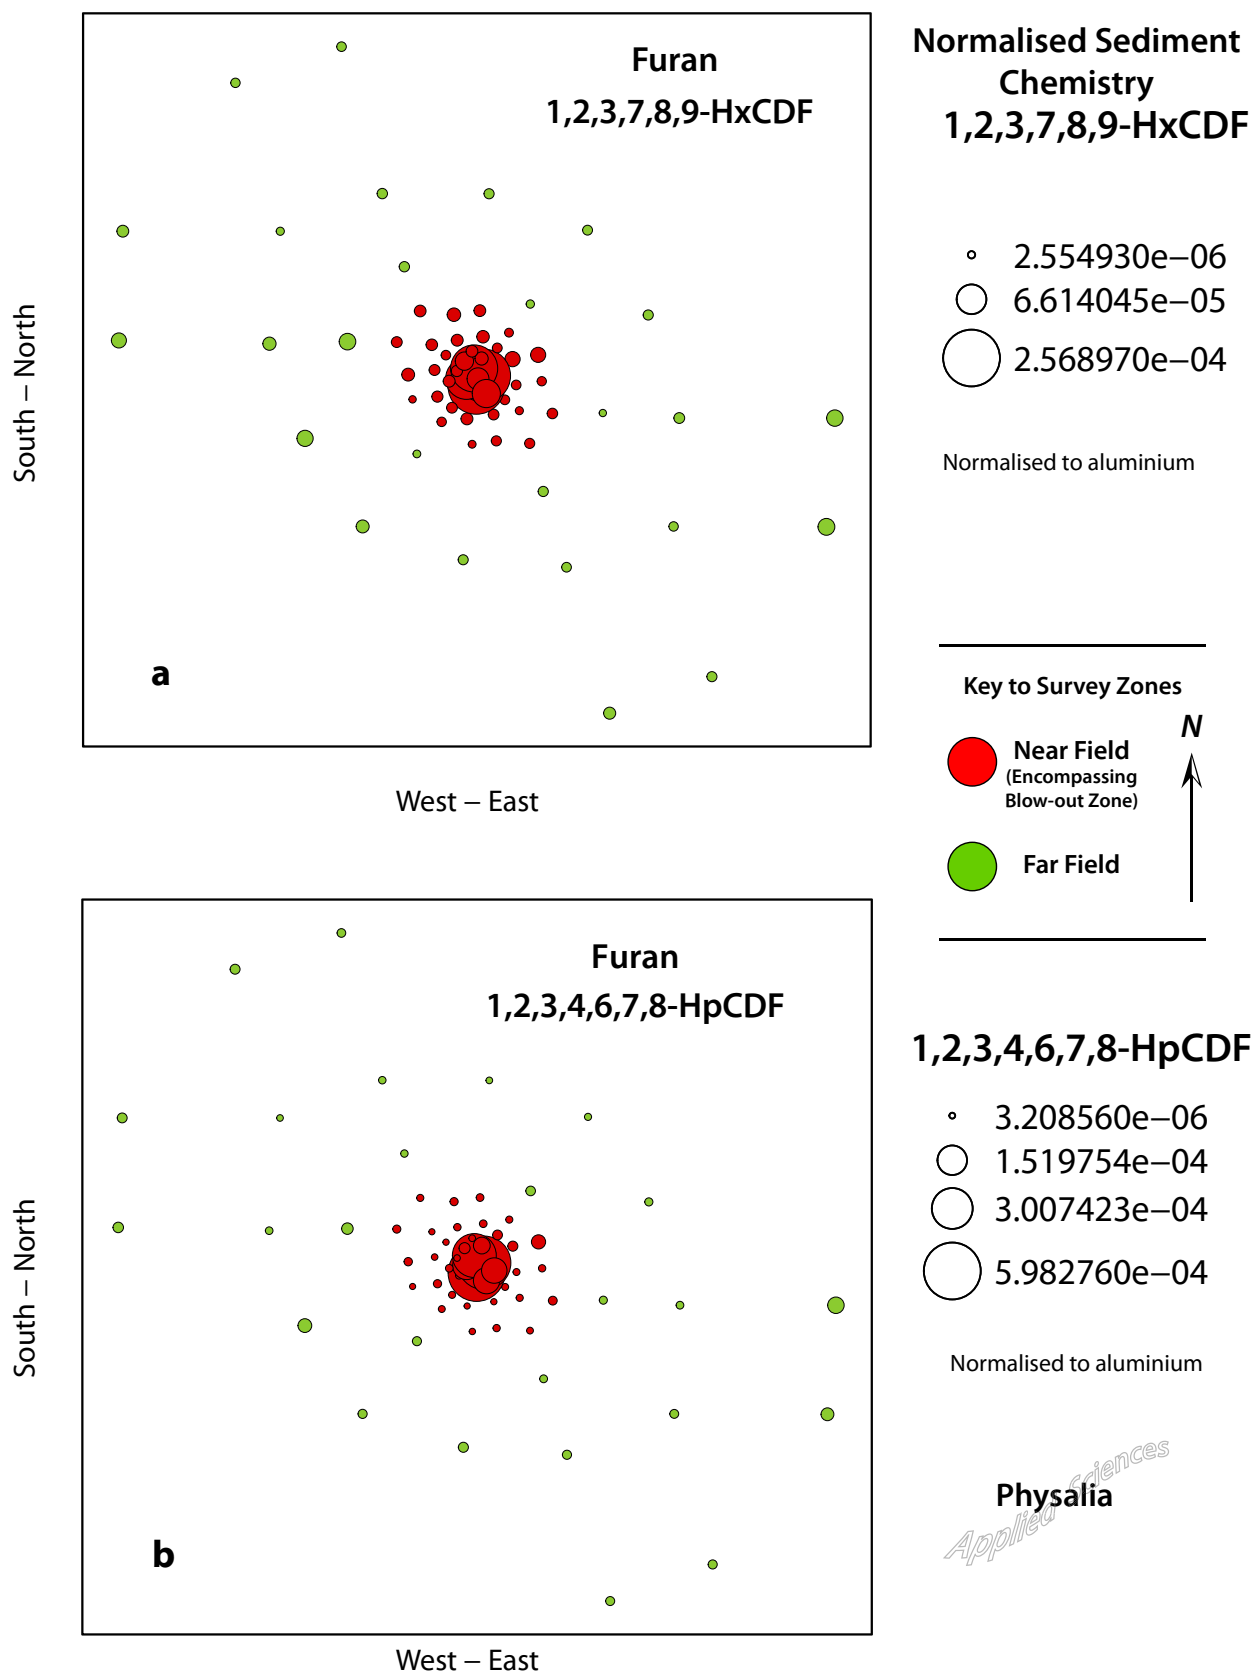 Furan
1,2,3,7,8,9-HxCDF
South – North
a
West – East
Normalised Sediment
Chemistry
1,2,3,7,8,9-HxCDF
2.554930e−06
6.614045e−05
2.568970e−04
Normalised to aluminium
Key to Survey Zones
N
Near Field
(Encompassing
Blow-out Zone)
Far Field
Furan
1,2,3,4,6,7,8-HpCDF
South – North
b
West – East
1,2,3,4,6,7,8-HpCDF
3.208560e−06
1.519754e−04
3.007423e−04
5.982760e−04
Normalised to aluminium
Physalia
Applied Sciences